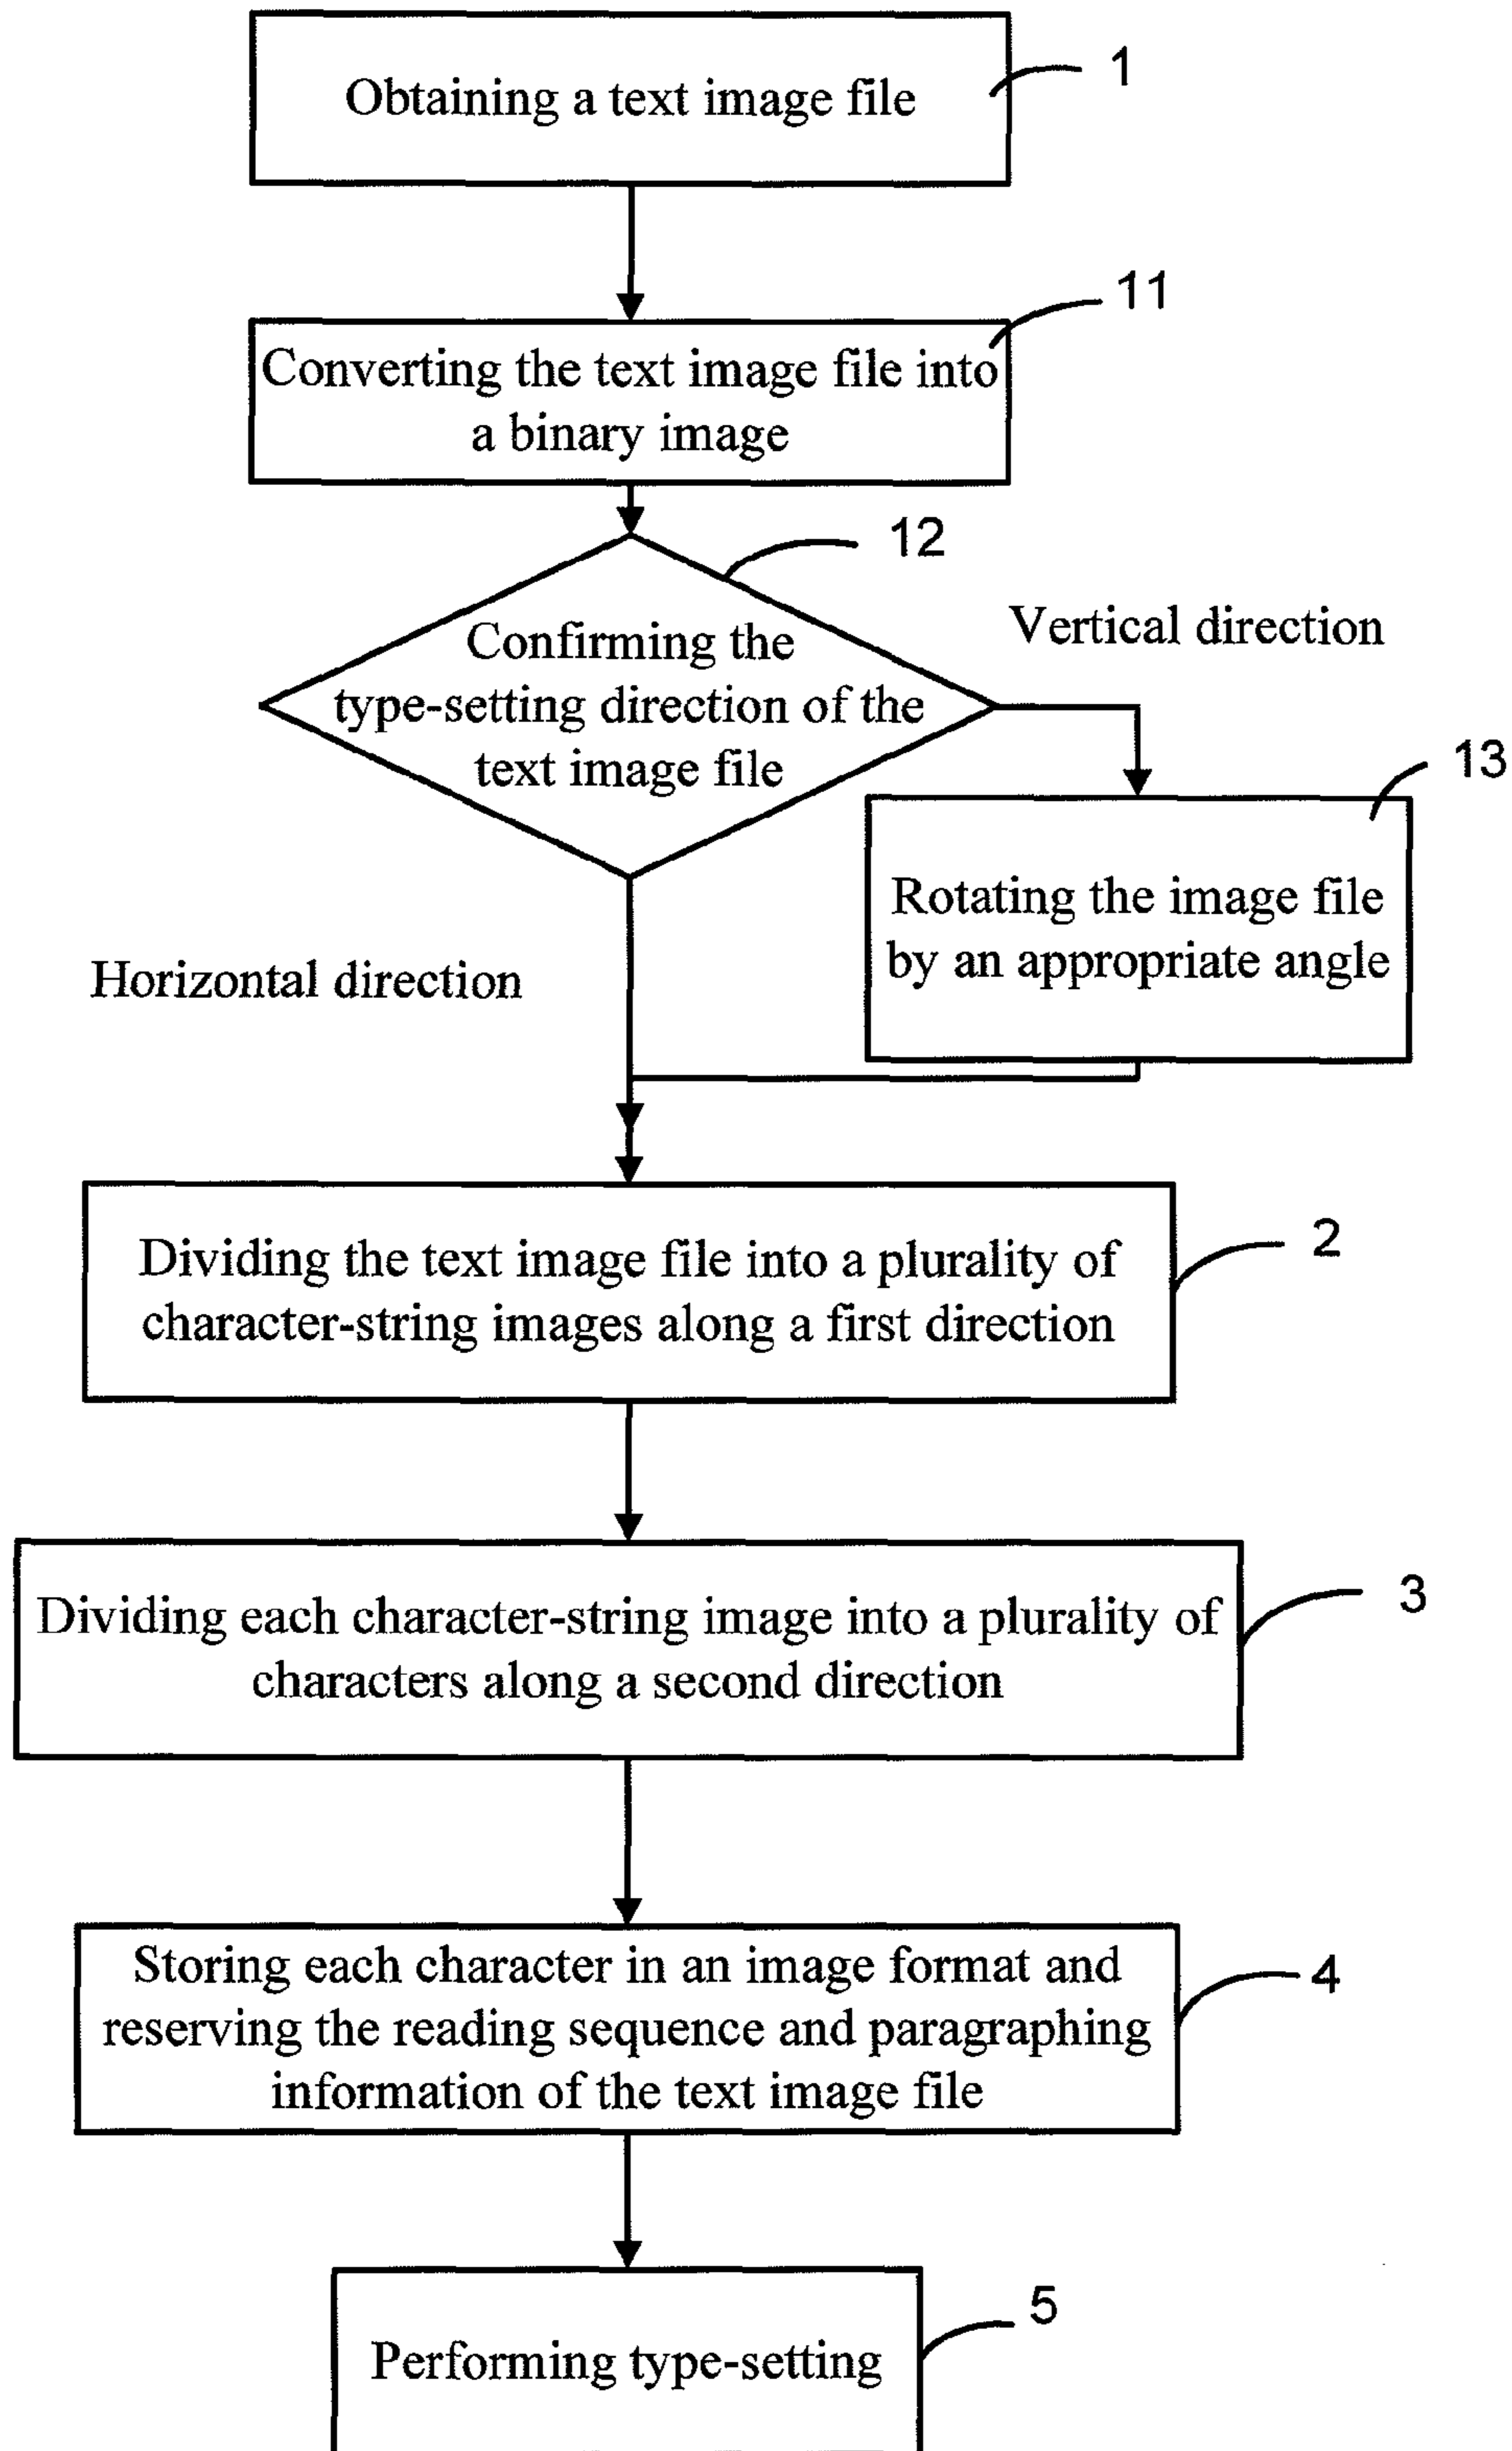 Obtaining a text image file
1
11
Converting the text image file into
a binary image
12
Confirming the
type-setting direction of the
text image file
Vertical direction
13
Rotating the image file
by an appropriate angle
Horizontal direction
Dividing the text image file into a plurality of
character-string images along a first direction
2
Dividing each character-string image into a plurality of
characters along a second direction
3
Storing each character in an image format and
reserving the reading sequence and paragraphing
information of the text image file
4
Performing type-setting
5